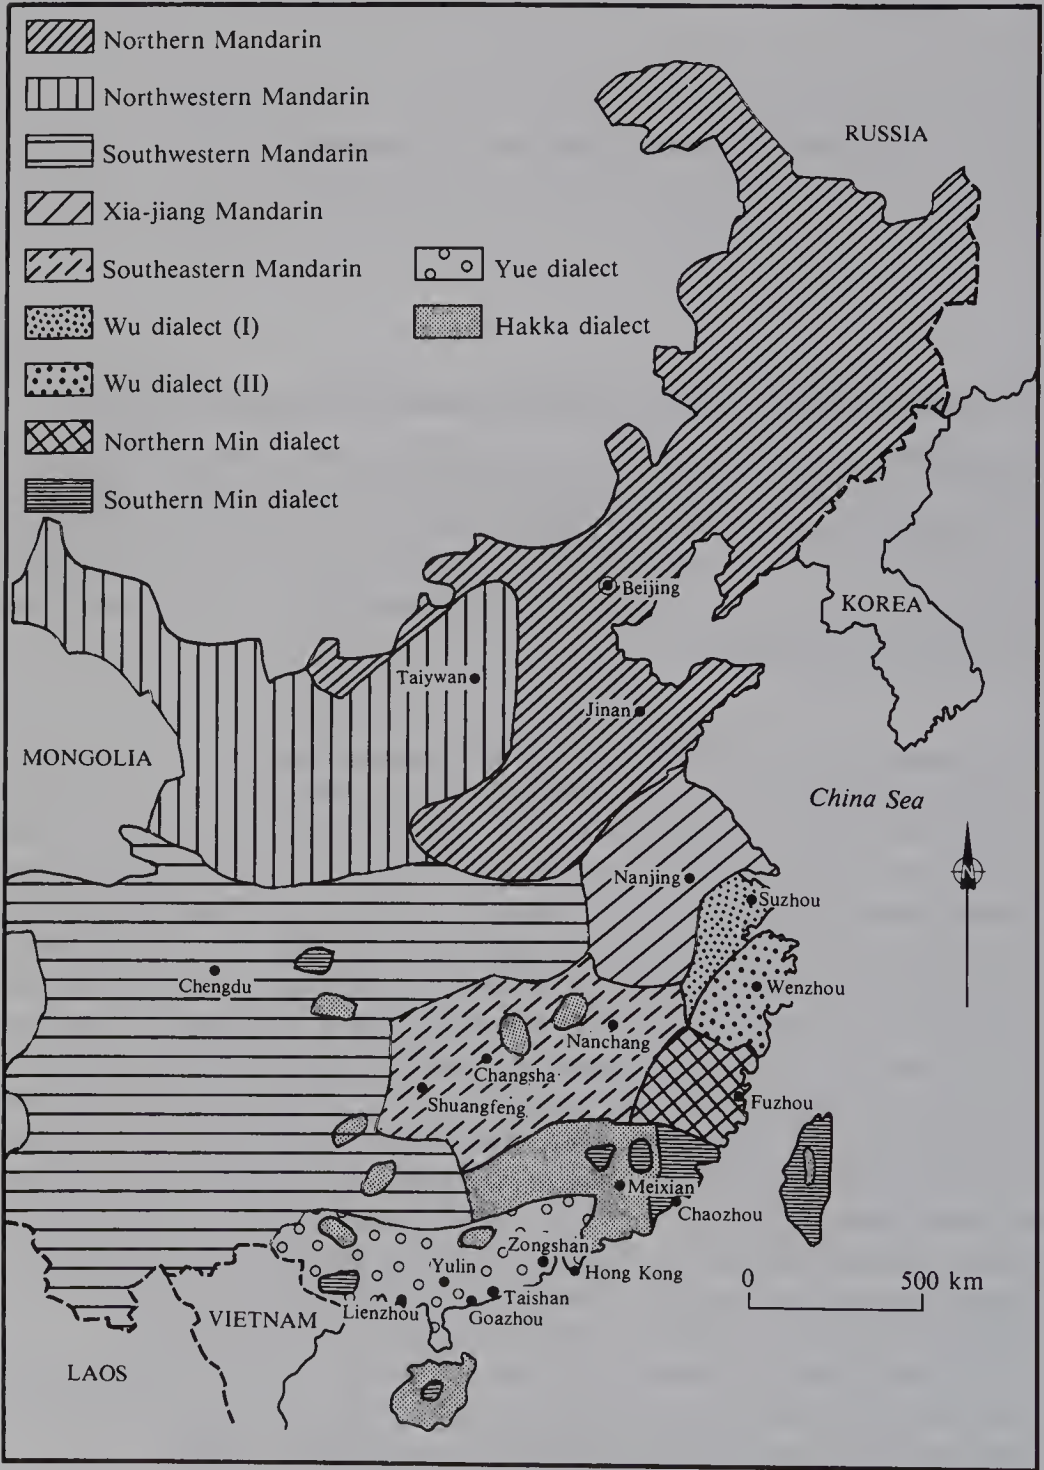 Northern Mandarin
Northwestern Mandarin
Southwestern Mandarin
Xia-jiang Mandarin
Southeastern Mandarin
Wu dialect (I)
Wu dialect (II)
Northern Min dialect
Southern Min dialect
Yue dialect
Hakka dialect
RUSSIA
Beijing
KOREA
Taiywan
Jinan
MONGOLIA
China Sea
N
Nanjing
Suzhou
Chengdu
Wenzhou
Nanchang
Changsha
Shuangfeng
Fuzhou
Meixian
Chaozhou
Zongshan
Yulin
Hong Kong
Lienzhou
Taishan
Goazhou
VIETNAM
LAOS
0 500 km